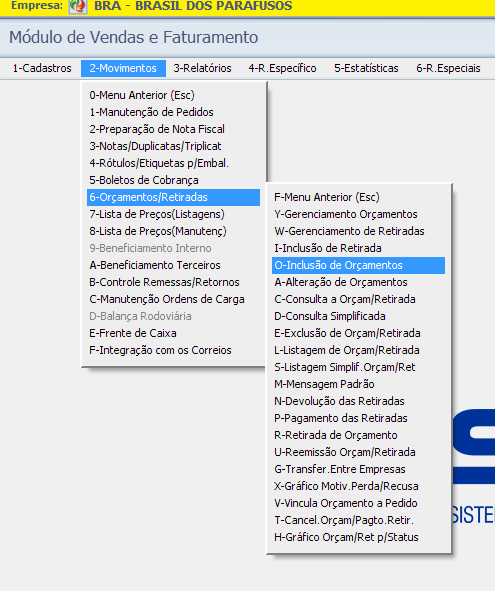 Empresa: BRA - BRASIL DOS PARAFUSOS
Módulo de Vendas e Faturamento
1-Cadastros 2-Movimentos 3-Relatórios 4-R.Específico 5-Estatísticas 6-R.Especiais
0-Menu Anterior (Esc)
1-Manutenção de Pedidos
2-Preparação de Nota Fiscal
3-Notas/Duplicatas/Triplicat
4-Rótulos/Etiquetas p/Embal.
5-Boletos de Cobrança
6-Orçamentos/Retiradas
7-Lista de Preços(Listagens)
8-Lista de Preços(Manutenç)
9-Beneficiamento Interno
A-Beneficiamento Terceiros
B-Controle Remessas/Retornos
C-Manutenção Ordens de Carga
D-Balança Rodoviária
E-Frente de Caixa
F-Integração com os Correios
F-Menu Anterior (Esc)
Y-Gerenciamento Orçamentos
W-Gerenciamento de Retiradas
I-Inclusão de Retirada
O-Inclusão de Orçamentos
A-Alteração de Orçamentos
C-Consulta a Orçam/Retirada
D-Consulta Simplificada
E-Exclusão de Orçam/Retirada
L-Listagem de Orçam/Retirada
S-Listagem Simplif.Orçam/Ret
M-Mensagem Padrão
N-Devolução das Retiradas
P-Pagamento das Retiradas
R-Retirada de Orçamento
U-Reemissão Orçam/Retirada
G-Transfer.Entre Empresas
X-Gráfico Motiv.Perda/Recusa
V-Vincula Orçamento a Pedido
T-Cancel.Orçam/Pagto.Retir.
H-Gráfico Orçam/Ret p/Status
S
SISTE